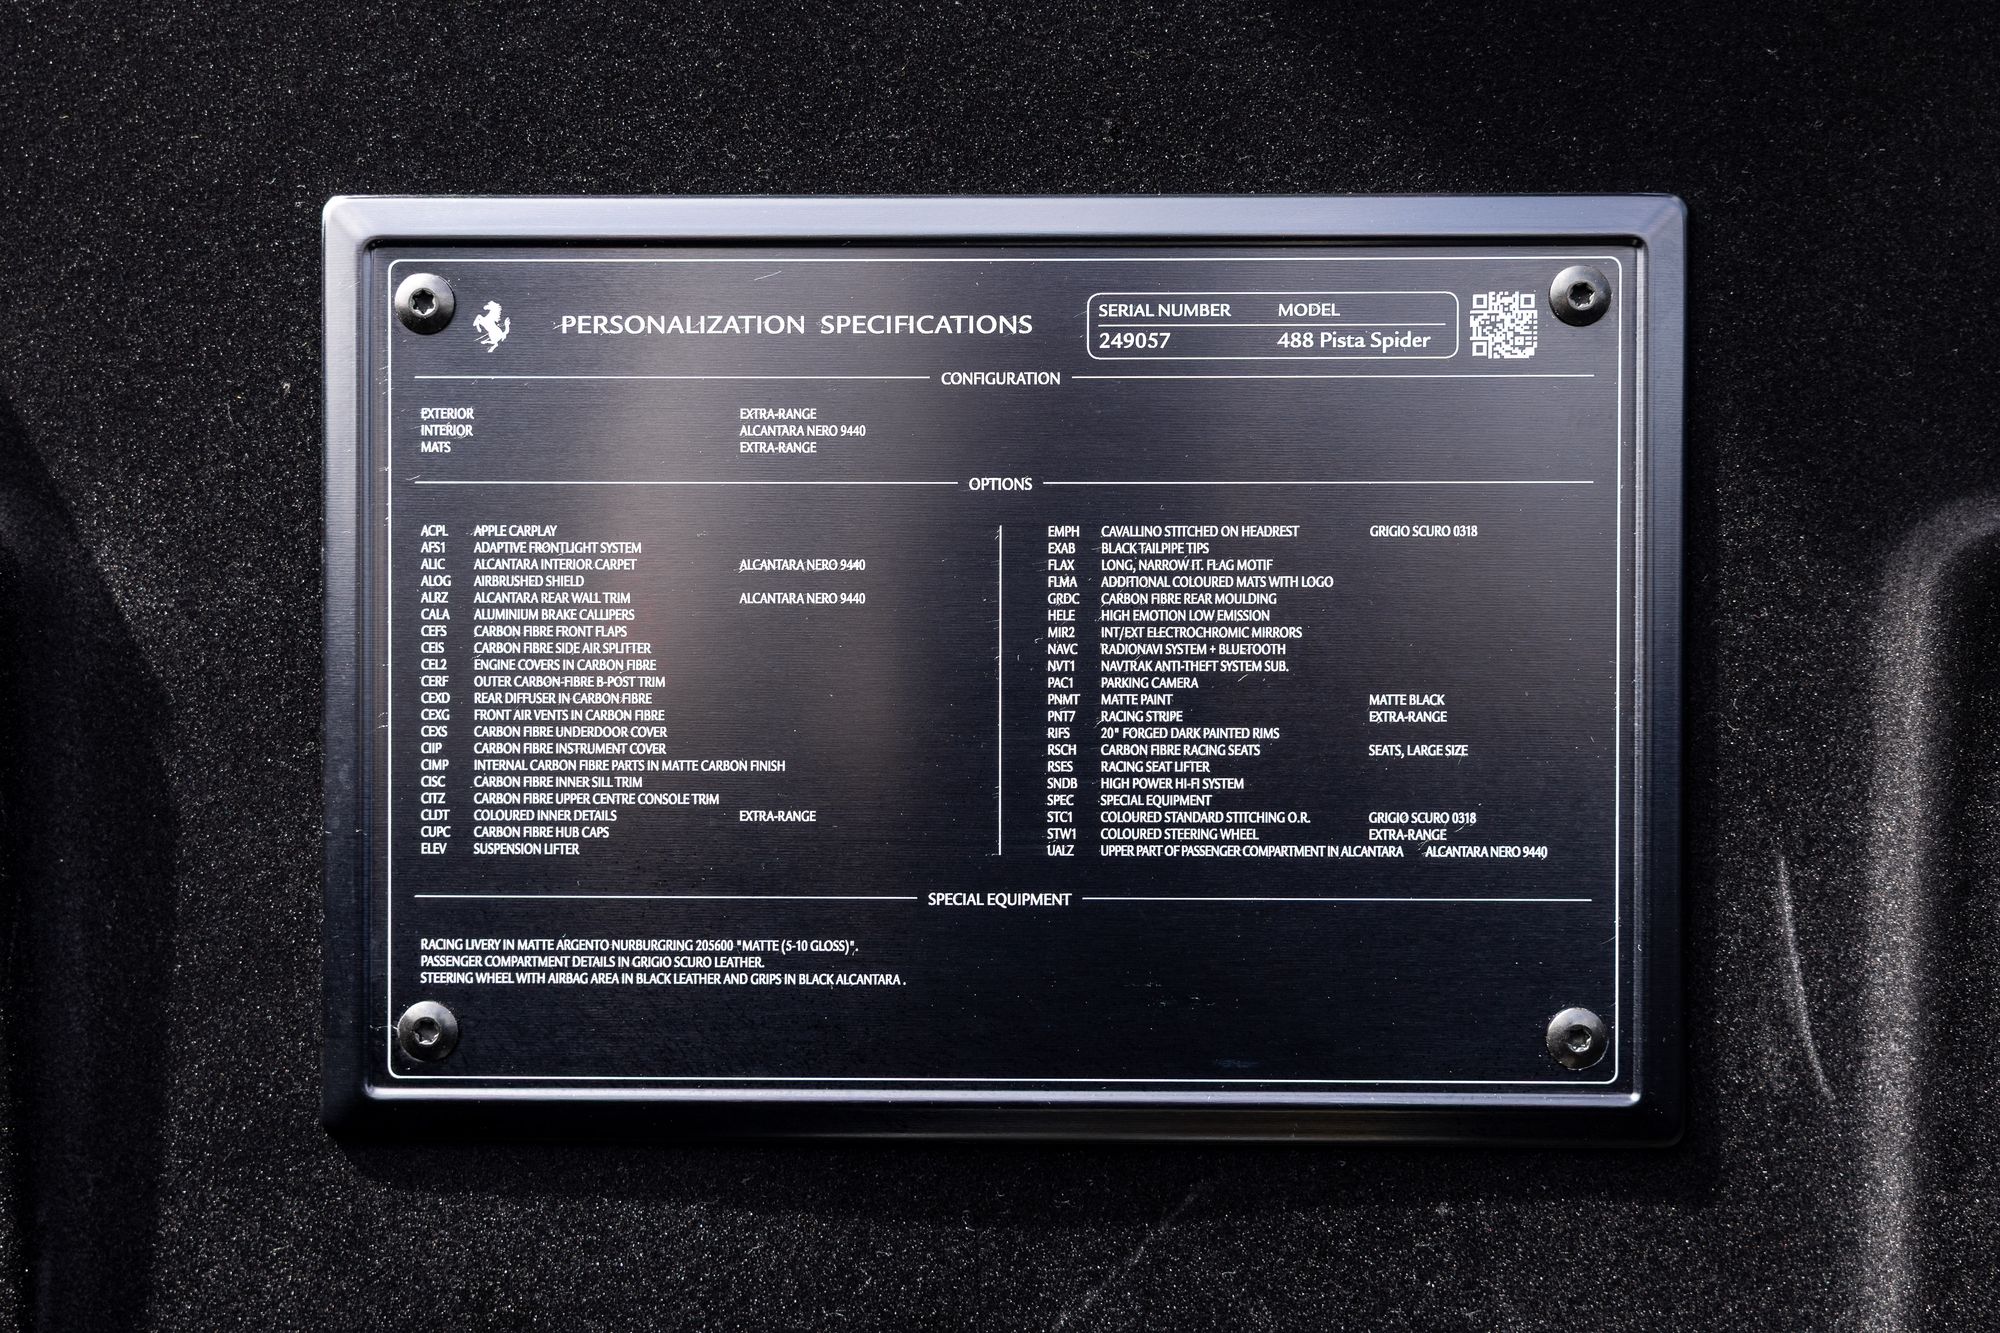 PERSONALIZATION SPECIFICATIONS
SERIAL NUMBER MODEL
249057 488 Pista Spider
CONFIGURATION
EXTERIOR EXTRA-RANGE
INTERIOR ALCANTARA NERO 9440
MATS EXTRA-RANGE
OPTIONS
ACPL APPLE CARPLAY
AFS1 ADAPTIVE FRONTLIGHT SYSTEM
ALIC ALCANTARA INTERIOR CARPET ALCANTARA NERO 9440
ALOG AIRBRUSHED SHIELD
ALRZ ALCANTARA REAR WALL TRIM ALCANTARA NERO 9440
CALA ALUMINIUM BRAKE CALLIPERS
CEFS CARBON FIBRE FRONT FLAPS
CEIS CARBON FIBRE SIDE AIR SPLITTER
CEL2 ENGINE COVERS IN CARBON FIBRE
CERF OUTER CARBON-FIBRE B-POST TRIM
CEXD REAR DIFFUSER IN CARBON FIBRE
CEXG FRONT AIR VENTS IN CARBON FIBRE
CEXS CARBON FIBRE UNDERDOOR COVER
CIIP CARBON FIBRE INSTRUMENT COVER
CIMP INTERNAL CARBON FIBRE PARTS IN MATTE CARBON FINISH
CISC CARBON FIBRE INNER SILL TRIM
CITZ CARBON FIBRE UPPER CENTRE CONSOLE TRIM
CLDT COLOURED INNER DETAILS EXTRA-RANGE
CUPC CARBON FIBRE HUB CAPS
ELEV SUSPENSION LIFTER
EMPH CAVALLINO STITCHED ON HEADREST GRIGIO SCURO 0318
EXAB BLACK TAILPIPE TIPS
FLAX LONG, NARROW IT. FLAG MOTIF
FLMA ADDITIONAL COLOURED MATS WITH LOGO
GRDC CARBON FIBRE REAR MOULDING
HELE HIGH EMOTION LOW EMISSION
MIR2 INT/EXT ELECTROCHROMIC MIRRORS
NAVC RADIONAVI SYSTEM + BLUETOOTH
NVT1 NAVTRAK ANTI-THEFT SYSTEM SUB.
PAC1 PARKING CAMERA
PNMT MATTE PAINT MATTE BLACK
PNT7 RACING STRIPE EXTRA-RANGE
RIFS 20" FORGED DARK PAINTED RIMS
RSCH CARBON FIBRE RACING SEATS SEATS, LARGE SIZE
RSES RACING SEAT LIFTER
SNDB HIGH POWER HI-FI SYSTEM
SPEC SPECIAL EQUIPMENT
STC1 COLOURED STANDARD STITCHING O.R. GRIGIO SCURO 0318
STW1 COLOURED STEERING WHEEL EXTRA-RANGE
UALZ UPPER PART OF PASSENGER COMPARTMENT IN ALCANTARA ALCANTARA NERO 9440
SPECIAL EQUIPMENT
RACING LIVERY IN MATTE ARGENTO NURBURGRING 205600 "MATTE (5-10 GLOSS)".
PASSENGER COMPARTMENT DETAILS IN GRIGIO SCURO LEATHER.
STEERING WHEEL WITH AIRBAG AREA IN BLACK LEATHER AND GRIPS IN BLACK ALCANTARA .